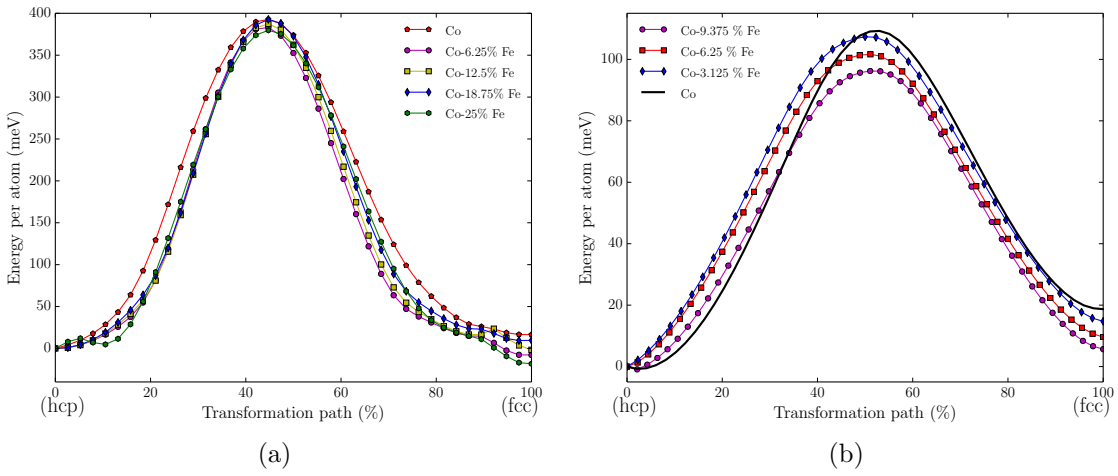 400
350
300
250
200
150
100
50
0
Energy per atom (meV)
Co
Co-6.25% Fe
Co-12.5% Fe
Co-18.75% Fe
Co-25% Fe
0 20 40 60 80 100
(hcp) Transformation path (%) (fcc)
(a)
100
80
60
40
20
0
Energy per atom (meV)
Co-9.375 % Fe
Co-6.25 % Fe
Co-3.125 % Fe
Co
0 20 40 60 80 100
(hcp) Transformation path (%) (fcc)
(b)